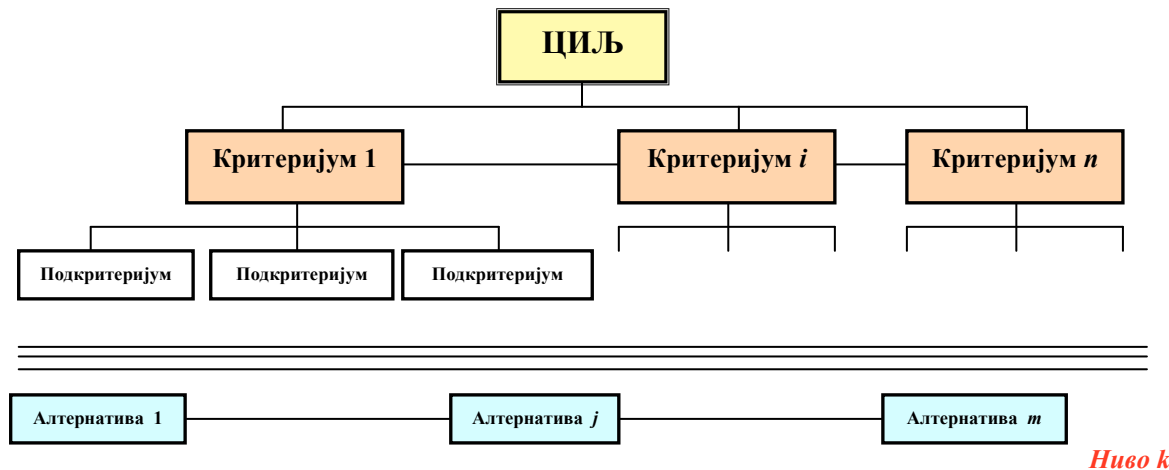 ЦИЉ
Критеријум 1
Критеријум i
Критеријум n
Подкритеријум
Подкритеријум
Подкритеријум
Алтернатива 1
Алтернатива j
Алтернатива m
Ниво k